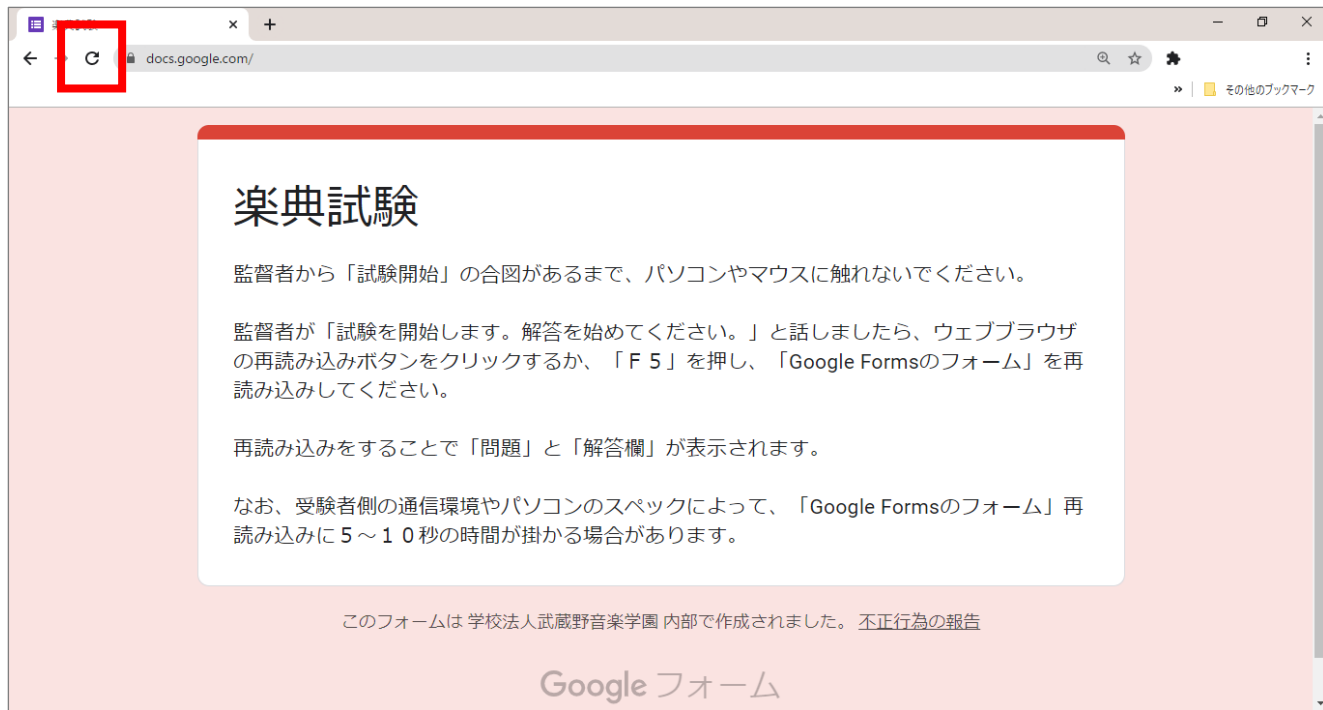 docs.google.com/
その他のブックマーク
楽典試験
監督者から「試験開始」の合図があるまで、パソコンやマウスに触れないでください。
監督者が「試験を開始します。解答を始めてください。」と話しましたら、ウェブブラウザ
の再読み込みボタンをクリックするか、「Ｆ５」を押し、「Google Formsのフォーム」を再
読み込みしてください。
再読み込みをすることで「問題」と「解答欄」が表示されます。
なお、受験者側の通信環境やパソコンのスペックによって、「Google Formsのフォーム」再
読み込みに５～１０秒の時間が掛かる場合があります。
このフォームは 学校法人武蔵野音楽学園 内部で作成されました。 不正行為の報告
Google フォーム